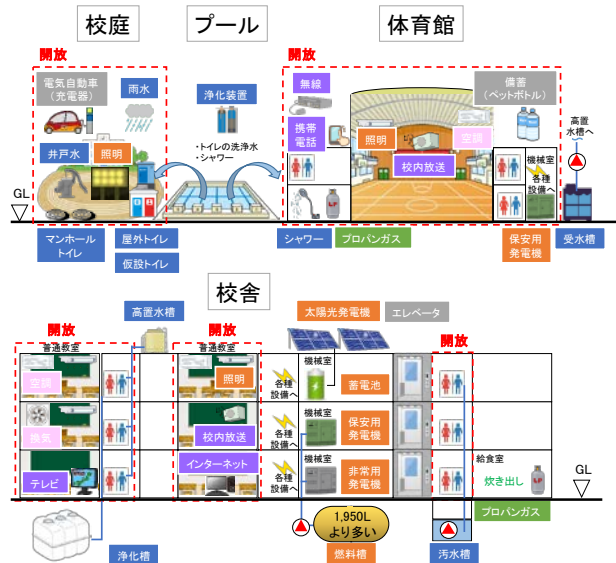 校庭
プール
体育館
開放
電気自動車
（充電器）
雨水
井戸水
照明
GL
マンホール
トイレ
屋外トイレ
仮設トイレ
浄化装置
・トイレの洗浄水
・シャワー
開放
無線
携帯
電話
照明
空調
校内放送
備蓄
（ペットボトル）
機械室
各種
設備へ
高置
水槽へ
シャワー
LP
プロパンガス
保安用
発電機
受水槽
校舎
高置水槽
太陽光発電機
エレベータ
開放
普通教室
空調
換気
テレビ
開放
普通教室
照明
校内放送
インターネット
各種
設備へ
各種
設備へ
各種
設備へ
機械室
蓄電池
機械室
保安用
発電機
機械室
非常用
発電機
開放
給食室
炊き出し
LP
GL
プロパンガス
浄化槽
1,950L
より多い
燃料槽
汚水槽